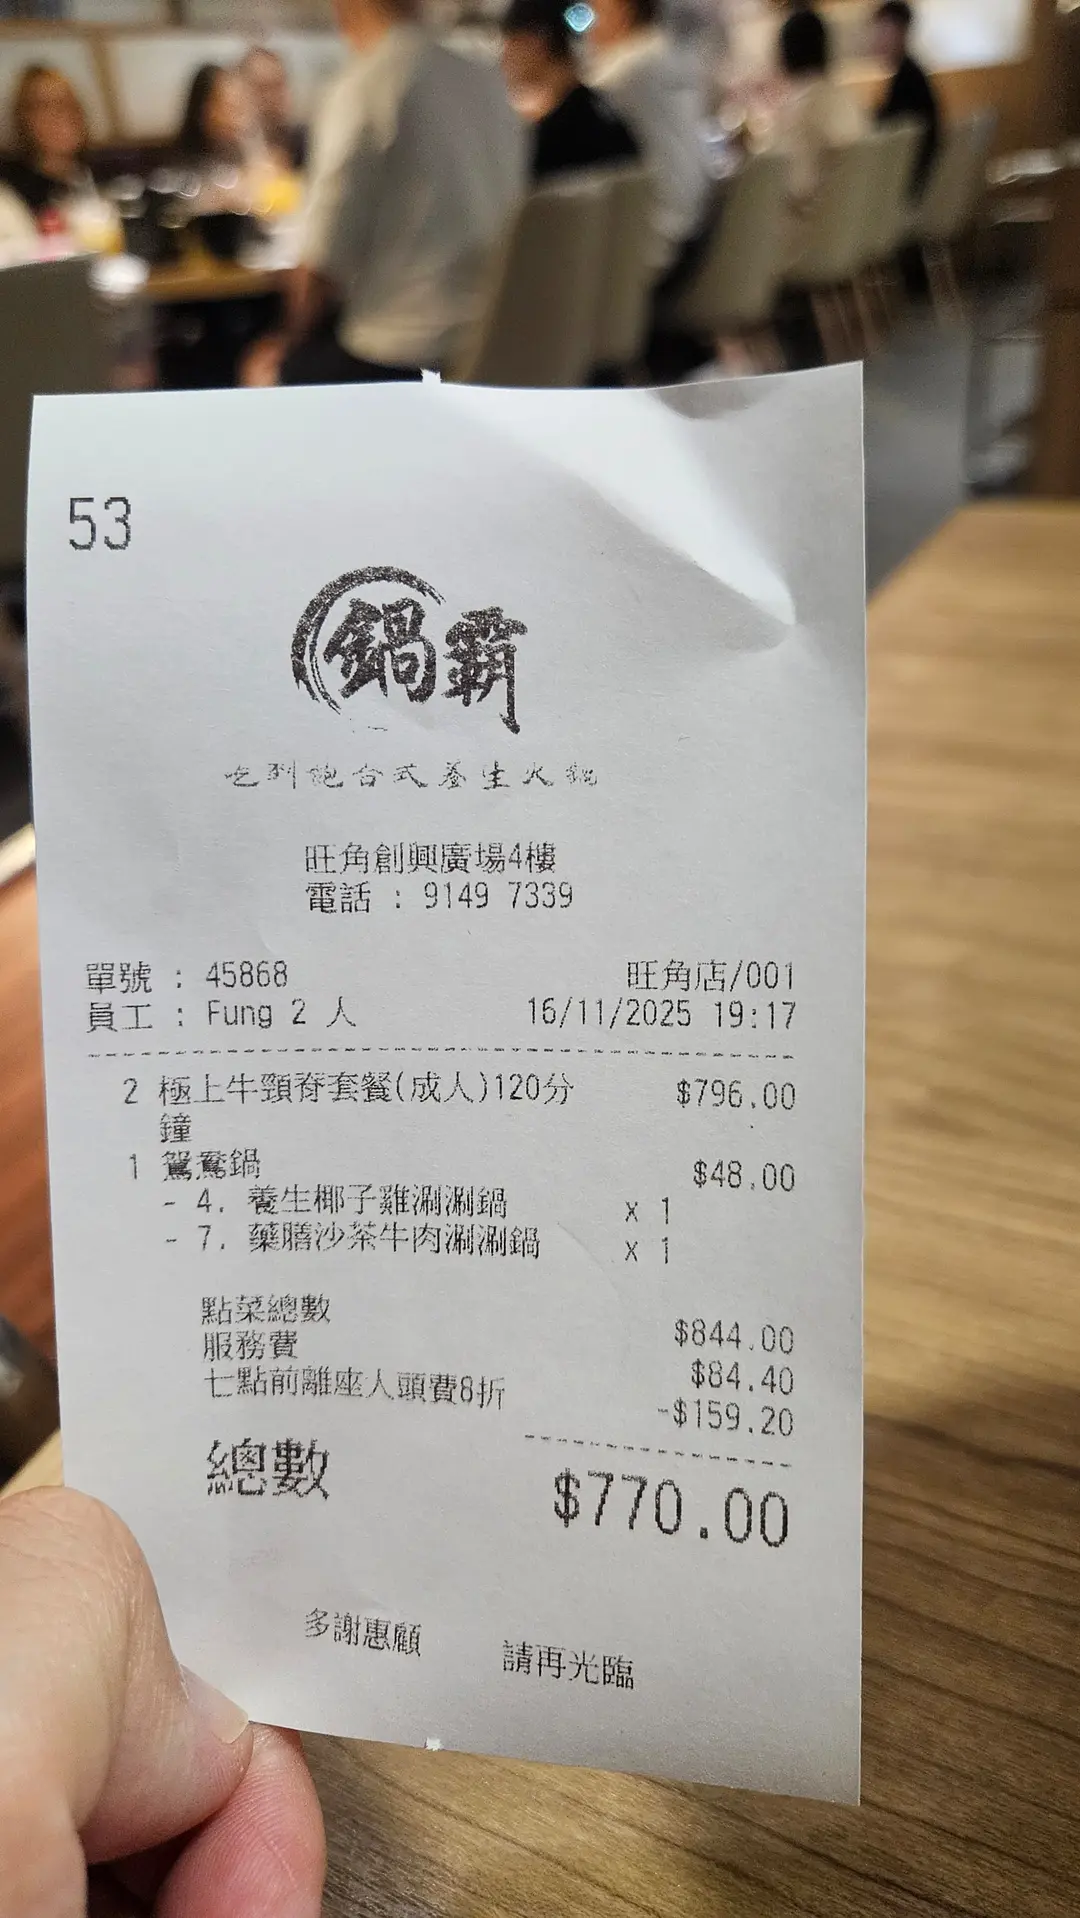 53
鍋霸
吃到飽台式養生火鍋
旺角創興廣場4樓
電話 : 9149 7339
單號 : 45868 旺角店/001
員工 : Fung 2 人 16/11/2025 19:17
2 極上牛頸脊套餐(成人)120分 $796.00
鐘
1 鴛鴦鍋 $48.00
- 4. 養生椰子雞涮涮鍋 x 1
- 7. 藥膳沙茶牛肉涮涮鍋 x 1
點菜總數 $844.00
服務費 $84.40
七點前離座人頭費8折 -$159.20
總數 $770.00
多謝惠顧 請再光臨